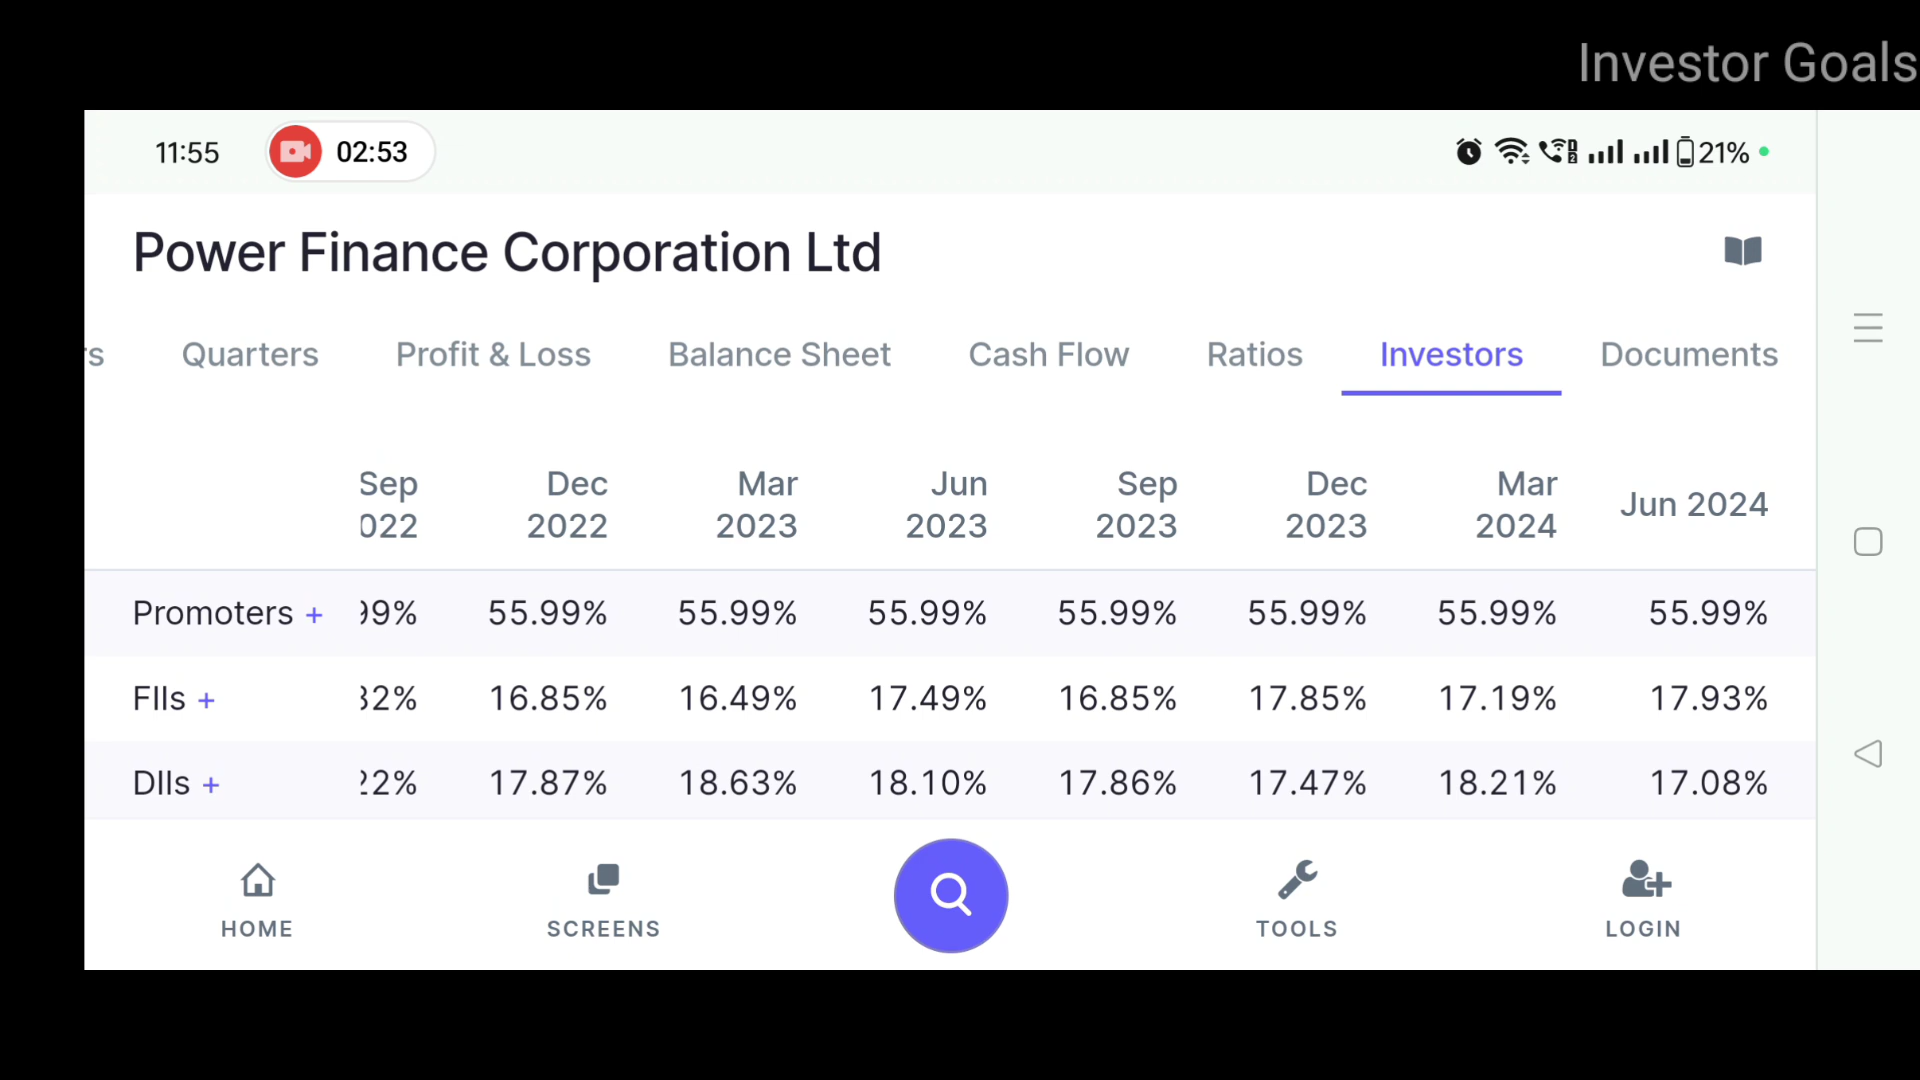 Investor Goals
11:55 02:53 21%
Power Finance Corporation Ltd
Quarters Profit & Loss Balance Sheet Cash Flow Ratios Investors Documents
Sep Dec Mar Jun Sep Dec Mar Jun 2024
022 2022 2023 2023 2023 2023 2024
Promoters + 99% 55.99% 55.99% 55.99% 55.99% 55.99% 55.99% 55.99%
FIIs + 32% 16.85% 16.49% 17.49% 16.85% 17.85% 17.19% 17.93%
DIIs + 22% 17.87% 18.63% 18.10% 17.86% 17.47% 18.21% 17.08%
HOME SCREENS TOOLS LOGIN